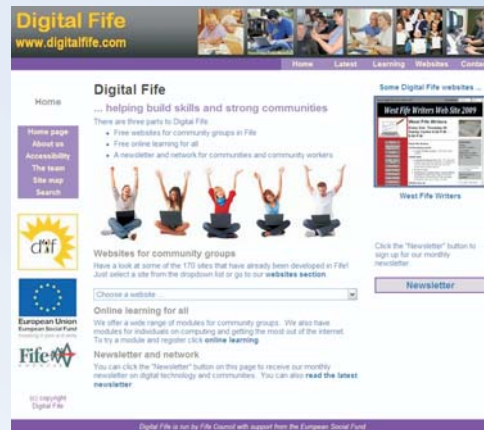 Digital Fife
www.digitalfife.com
Home Latest Learning Websites Contact
Home
Home page
About us
Accessibility
The team
Site map
Search
European Union
European Social Fund
Fife
(c) copyright
Digital Fife
Digital Fife
... helping build skills and strong communities
There are three parts to Digital Fife
Free websites for community groups in Fife
Free online learning for all
A newsletter and network for communities and community workers
Websites for community groups
Have a look at some of the 170 sites that have already been developed in Fife!
Just select a site from the dropdown list or go to our websites section.
Choose a website ...
Online learning for all
We offer a wide range of modules for community groups. We also have
modules for individuals on computing and getting the most out of the internet.
To try a module and register click online learning.
Newsletter and network
You can click the "Newsletter" button on this page to receive our monthly
newsletter on digital technology and communities. You can also read the latest
newsletter.
Some Digital Fife websites ...
West Fife Writers Web Site 2009
West Fife Writers
West Fife Writers
Click the "Newsletter" button to
sign up for our monthly
newsletter.
Newsletter
Digital Fife is run by Fife Council with support from the European Social Fund